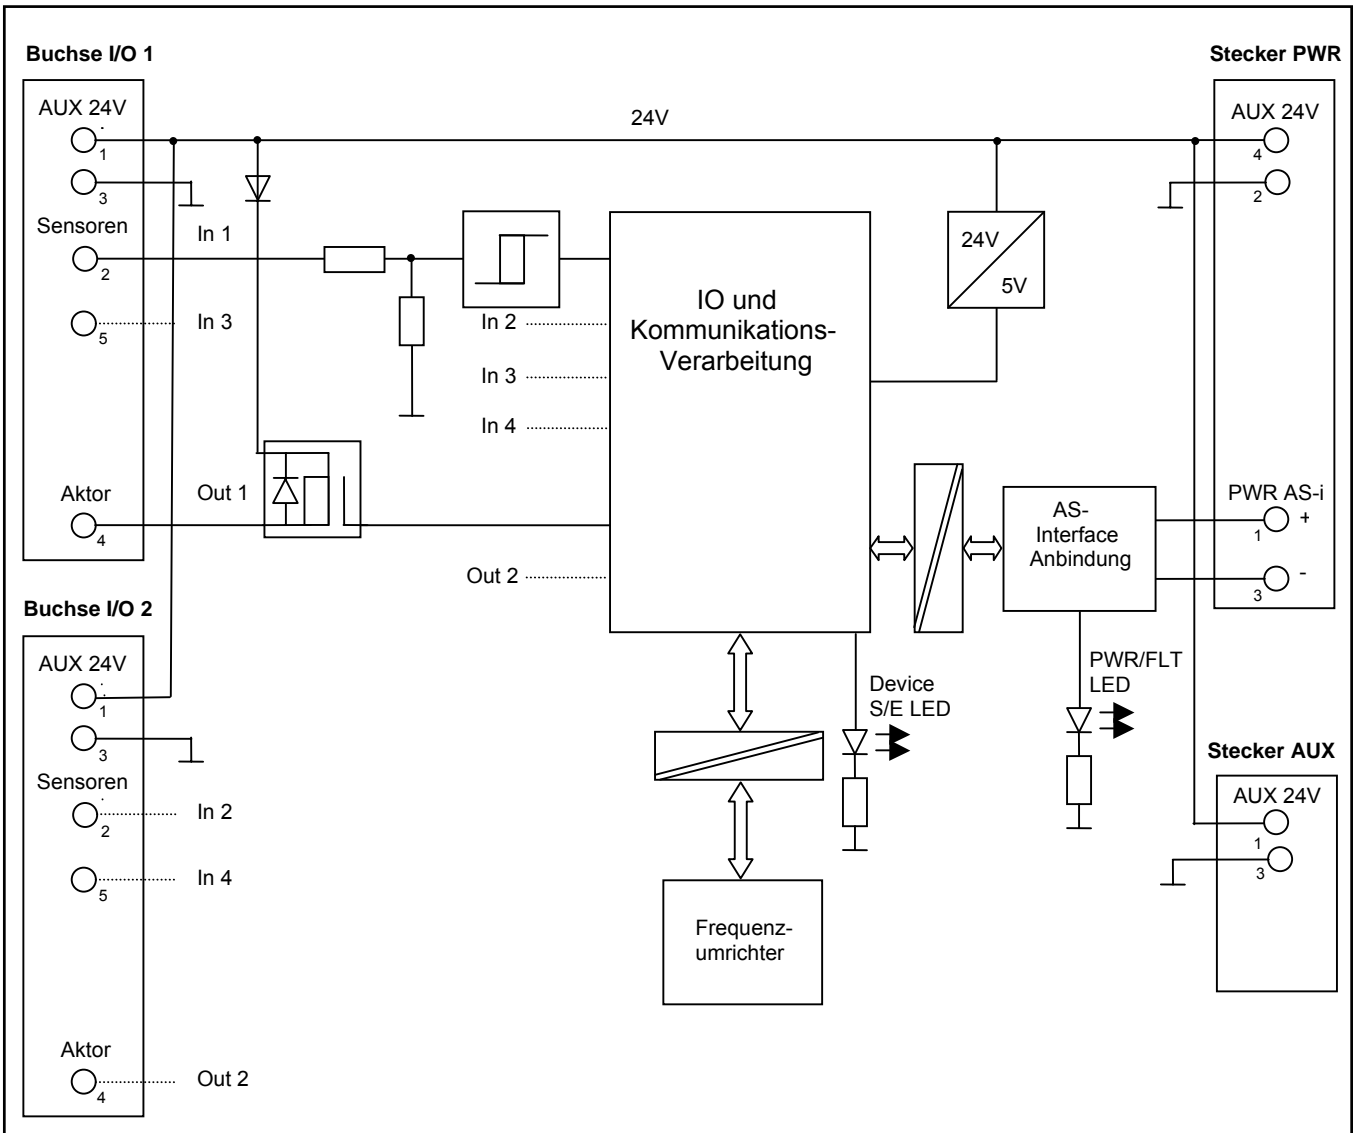 Buchse I/O 1
AUX 24V
1
3
Sensoren
2
In 1
5
In 3
Aktor
4
Out 1
Buchse I/O 2
AUX 24V
1
3
Sensoren
2
In 2
5
In 4
Aktor
4
Out 2
24V
In 2
In 3
In 4
Out 2
IO und
Kommunikations-
Verarbeitung
24V
5V
Device
S/E LED
Frequenz-
umrichter
AS-
Interface
Anbindung
PWR/FLT
LED
Stecker PWR
AUX 24V
4
2
PWR AS-i
1 +
3 -
Stecker AUX
AUX 24V
1
3